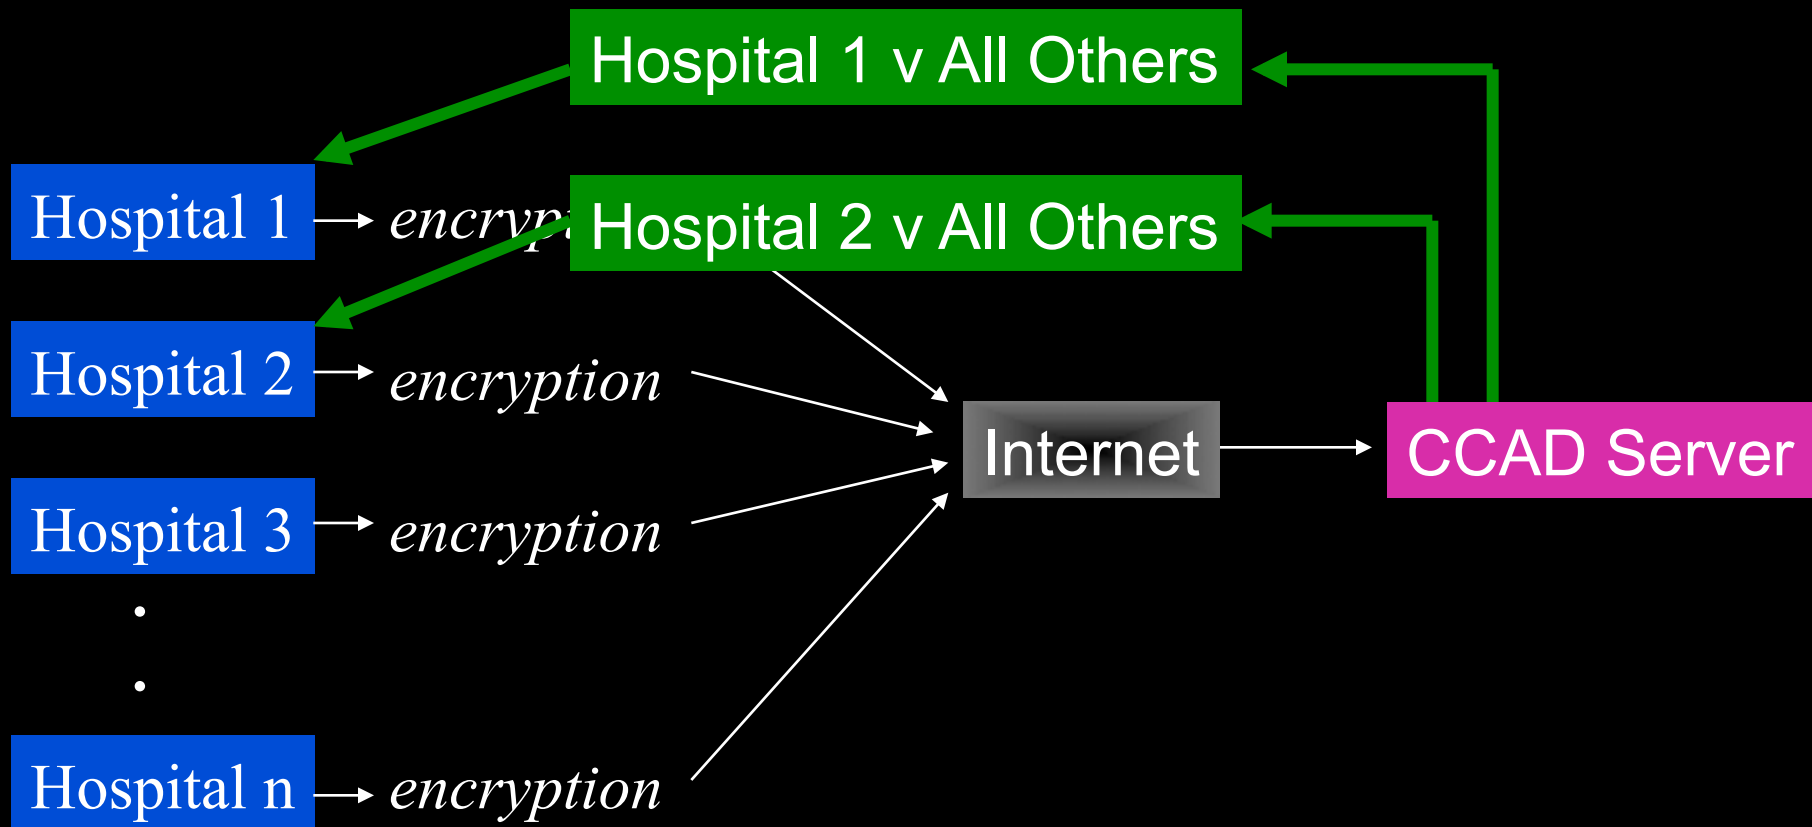 Hospital 1 v All Others
Hospital 1
encryp
Hospital 2 v All Others
Hospital 2
encryption
Internet
CCAD Server
Hospital 3
encryption
Hospital n
encryption